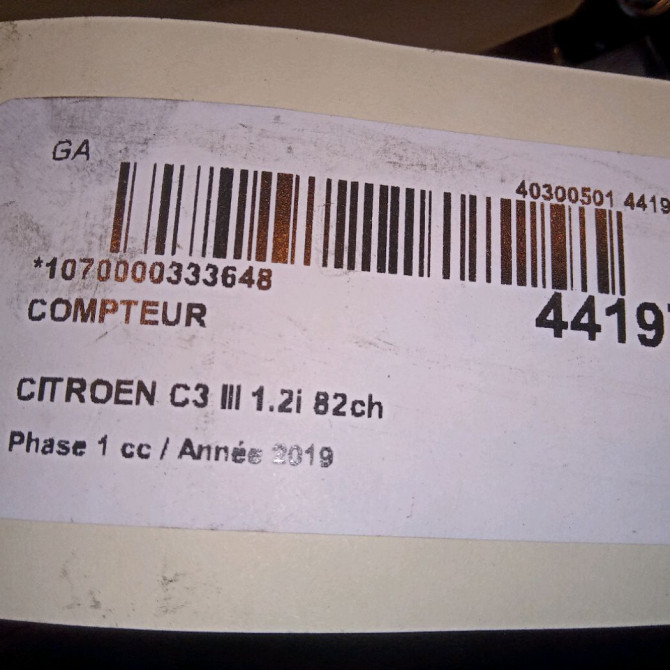 GA
40300501 4419
*1070000333648
COMPTEUR
4419
CITROEN C3 III 1.2i 82ch
Phase 1 cc / Année 2019